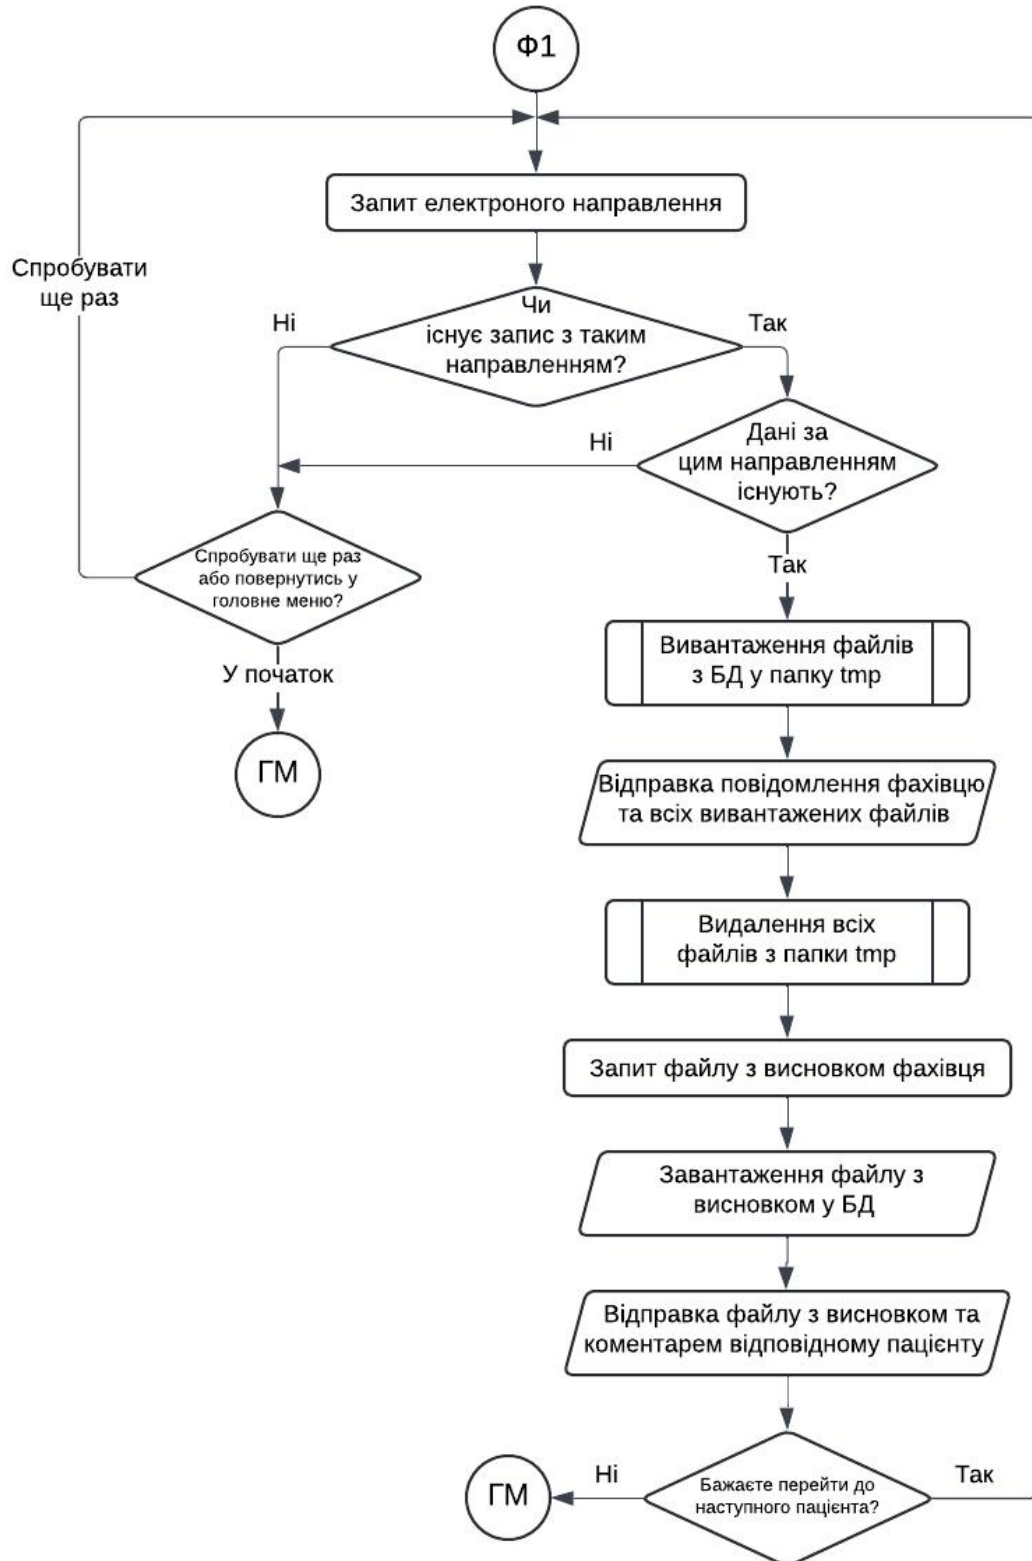 Ф1
Запит електроного направлення
Спробувати
ще раз
Чи
існує запис з таким
направленням?
Ні
Так
Дані за
цим направленням
існують?
Ні
Так
Спробувати ще раз
або повернутись у
головне меню?
У початок
ГМ
Вивантаження файлів
з БД у папку tmp
Відправка повідомлення фахівцю
та всіх вивантажених файлів
Видалення всіх
файлів з папки tmp
Запит файлу з висновком фахівця
Завантаження файлу з
висновком у БД
Відправка файлу з висновком та
коментарем відповідному пацієнту
Бажаєте перейти до
наступного пацієнта?
Ні
Так
ГМ